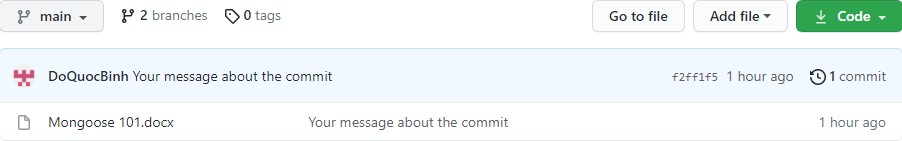 main 2 branches 0 tags Go to file Add file Code
DoQuocBinh Your message about the commit f2ff1f5 1 hour ago 1 commit
Mongoose 101.docx Your message about the commit 1 hour ago